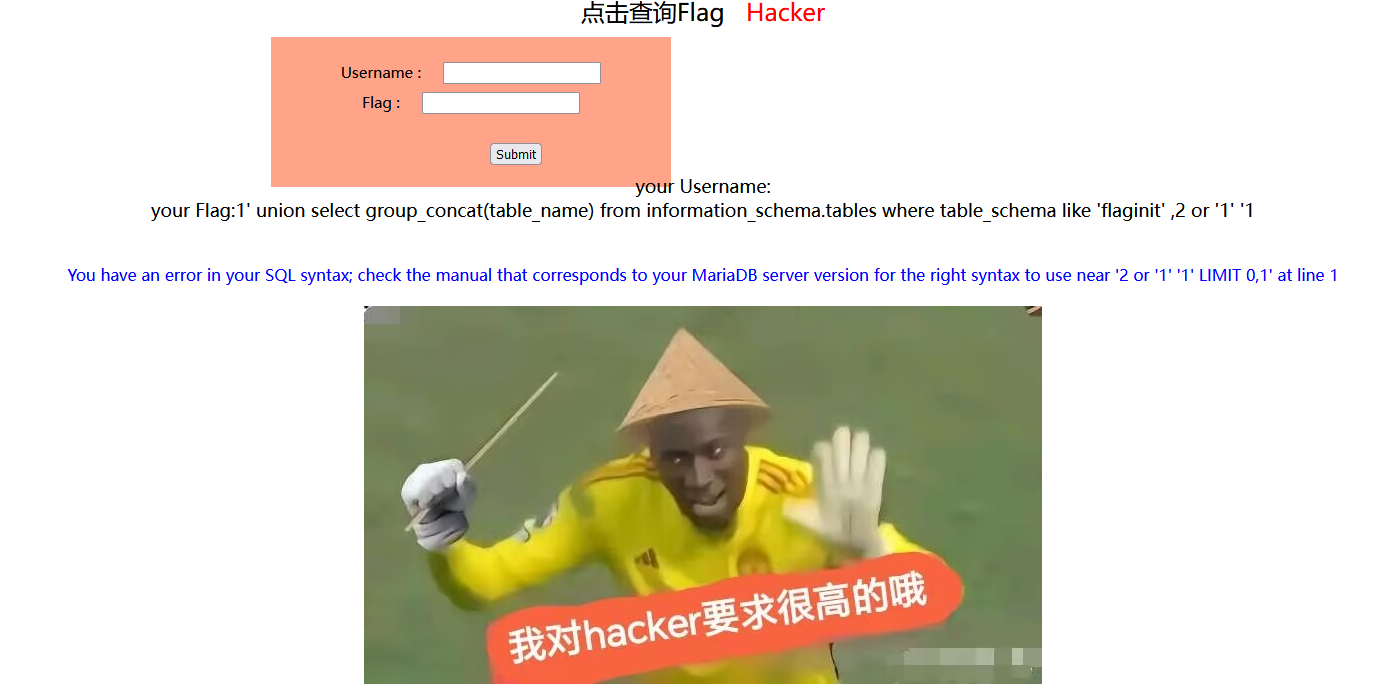 点击查询Flag Hacker
Username :
Flag :
Submit
your Username:
your Flag:1' union select group_concat(table_name) from information_schema.tables where table_schema like 'flaginit' ,2 or '1' '1
You have an error in your SQL syntax; check the manual that corresponds to your MariaDB server version for the right syntax to use near '2 or '1' '1' LIMIT 0,1' at line 1
我对hacker要求很高的哦